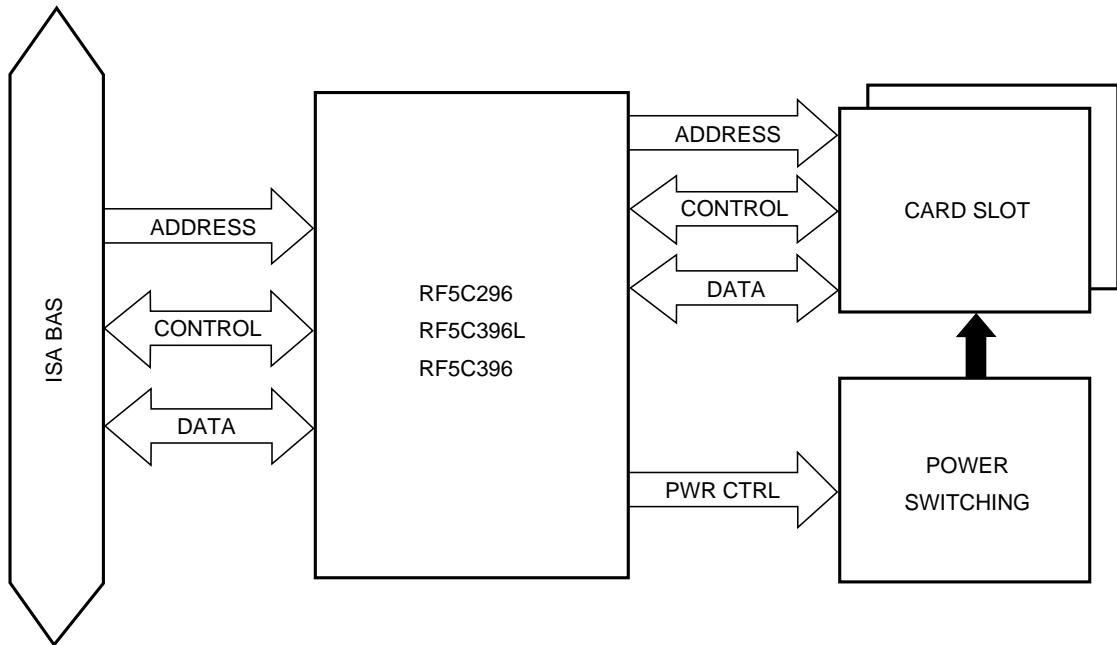 ISA BAS
ADDRESS
CONTROL
DATA
RF5C296
RF5C396L
RF5C396
ADDRESS
CONTROL
DATA
PWR CTRL
CARD SLOT
POWER
SWITCHING